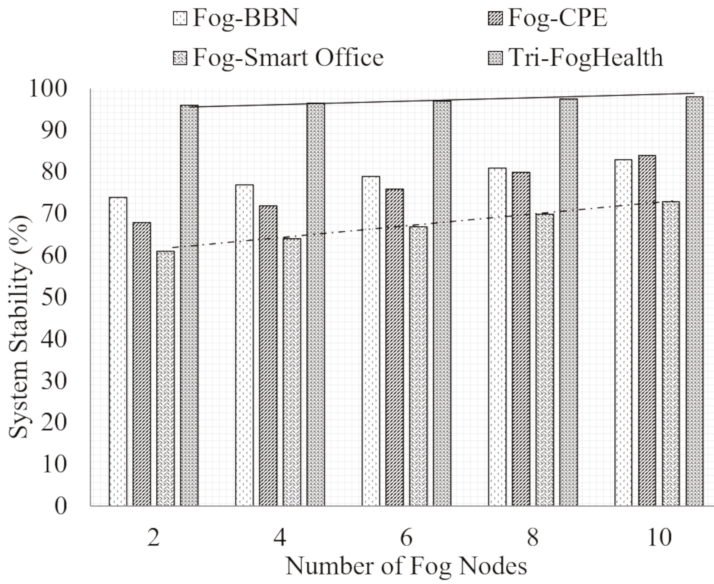 Fog-BBN Fog-CPE
Fog-Smart Office Tri-FogHealth
100
90
80
70
60
50
40
30
20
10
0
System Stability (%)
2 4 6 8 10
Number of Fog Nodes